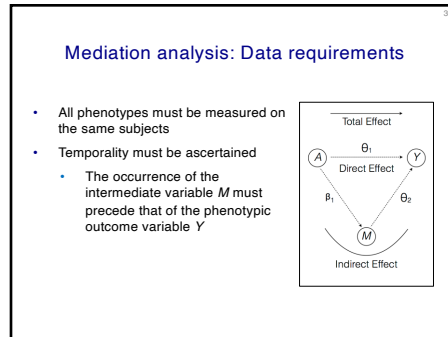 3
Mediation analysis: Data requirements
• All phenotypes must be measured on
the same subjects
• Temporality must be ascertained
• The occurrence of the
intermediate variable M must
precede that of the phenotypic
outcome variable Y
Total Effect
A θ₁ Y
Direct Effect
β₁ θ₂
M
Indirect Effect